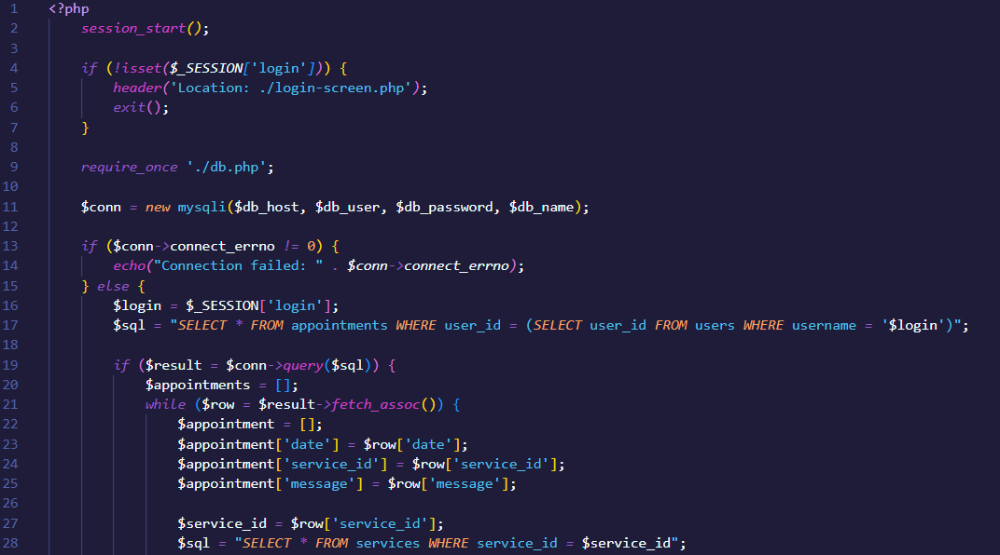 1 <?php
2 session_start();
3
4 if (!isset($_SESSION['login'])) {
5 header('Location: ./login-screen.php');
6 exit();
7 }
8
9 require_once './db.php';
10
11 $conn = new mysqli($db_host, $db_user, $db_password, $db_name);
12
13 if ($conn->connect_errno != 0) {
14 echo("Connection failed: " . $conn->connect_errno);
15 } else {
16 $login = $_SESSION['login'];
17 $sql = "SELECT * FROM appointments WHERE user_id = (SELECT user_id FROM users WHERE username = '$login')";
18
19 if ($result = $conn->query($sql)) {
20 $appointments = [];
21 while ($row = $result->fetch_assoc()) {
22 $appointment = [];
23 $appointment['date'] = $row['date'];
24 $appointment['service_id'] = $row['service_id'];
25 $appointment['message'] = $row['message'];
26
27 $service_id = $row['service_id'];
28 $sql = "SELECT * FROM services WHERE service_id = $service_id";